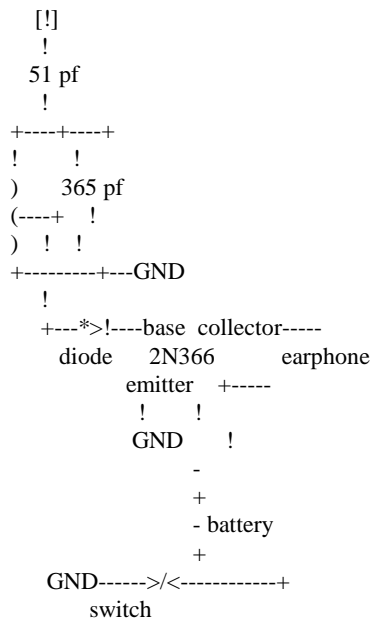 [!]
!
51 pf
!
+----+----+
! !
) 365 pf
(----+ !
) ! !
+---------+---GND
!
+---*>!----base collector-----
diode 2N366 earphone
emitter +-----
! !
GND !
-
+
- battery
+
GND------>/<------------+
switch